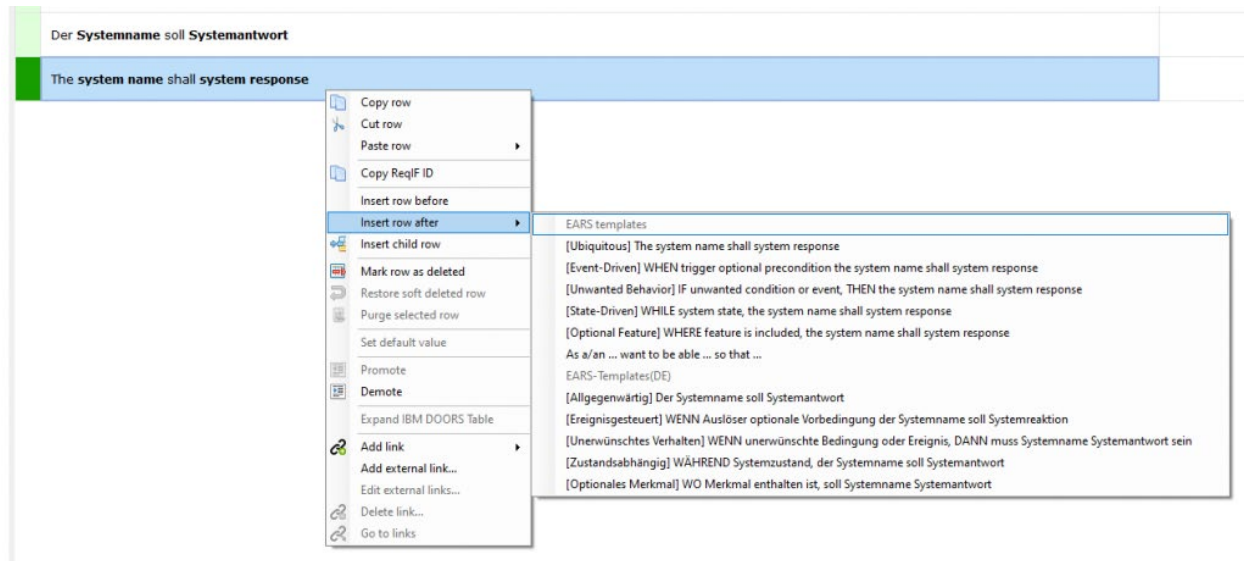 Der Systemname soll Systemantwort
The system name shall system response
Copy row
Cut row
Paste row
Copy ReqIF ID
Insert row before
Insert row after
Insert child row
Mark row as deleted
Restore soft deleted row
Purge selected row
Set default value
Promote
Demote
Expand IBM DOORS Table
Add link
Add external link...
Edit external links...
Delete link...
Go to links
EARS templates
[Ubiquitous] The system name shall system response
[Event-Driven] WHEN trigger optional precondition the system name shall system response
[Unwanted Behavior] IF unwanted condition or event, THEN the system name shall system response
[State-Driven] WHILE system state, the system name shall system response
[Optional Feature] WHERE feature is included, the system name shall system response
As a/an ... want to be able ... so that ...
EARS-Templates(DE)
[Allgegenwärtig] Der Systemname soll Systemantwort
[Ereignisgesteuert] WENN Auslöser optionale Vorbedingung der Systemname soll Systemreaktion
[Unerwünschtes Verhalten] WENN unerwünschte Bedingung oder Ereignis, DANN muss Systemname Systemantwort sein
[Zustandsabhängig] WÄHREND Systemzustand, der Systemname soll Systemantwort
[Optionales Merkmal] WO Merkmal enthalten ist, soll Systemname Systemantwort